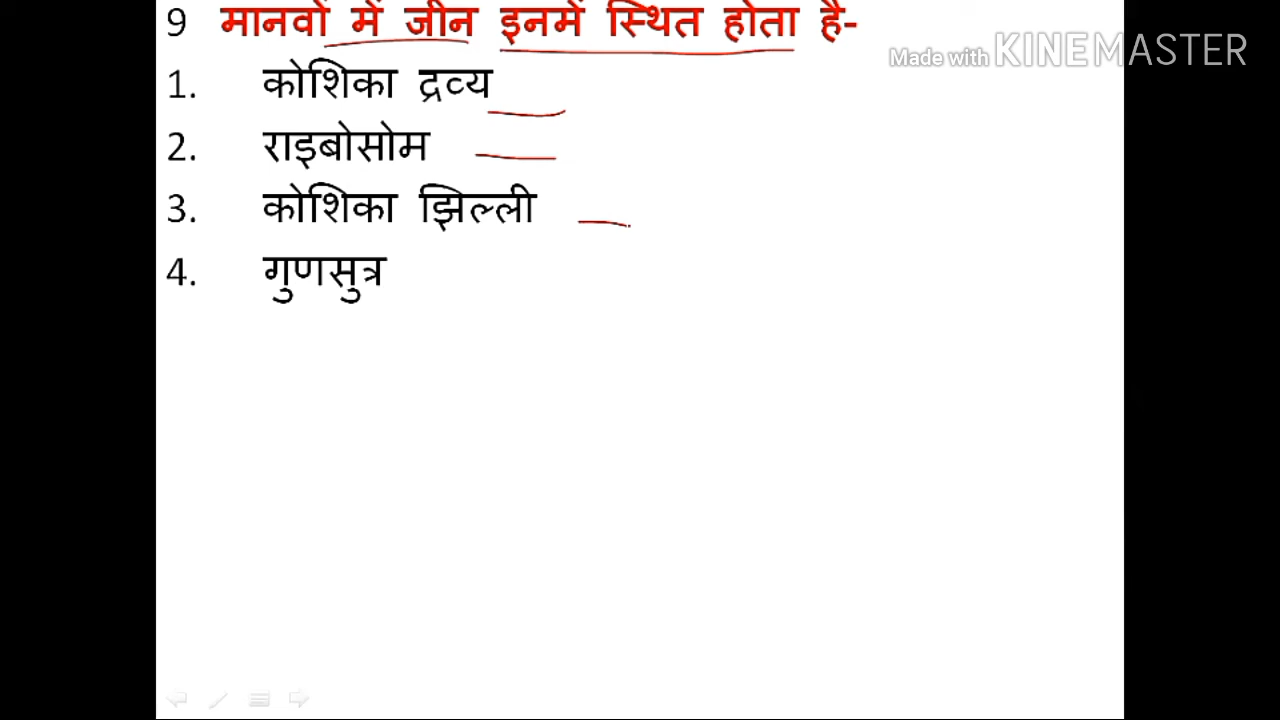 9 मानवों में जीन इनमें स्थित होता है-
Made with KINEMASTER
1. कोशिका द्रव्य
2. राइबोसोम
3. कोशिका झिल्ली
4. गुणसुत्र